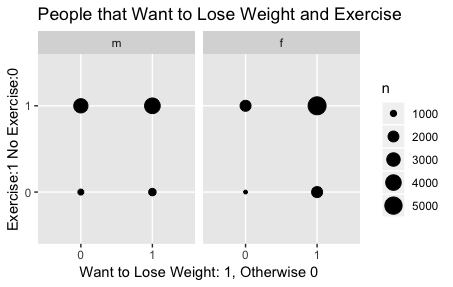 People that Want to Lose Weight and Exercise
m
f
Exercise:1 No Exercise:0
1
0
0
1
0
1
Want to Lose Weight: 1, Otherwise 0
n
1000
2000
3000
4000
5000